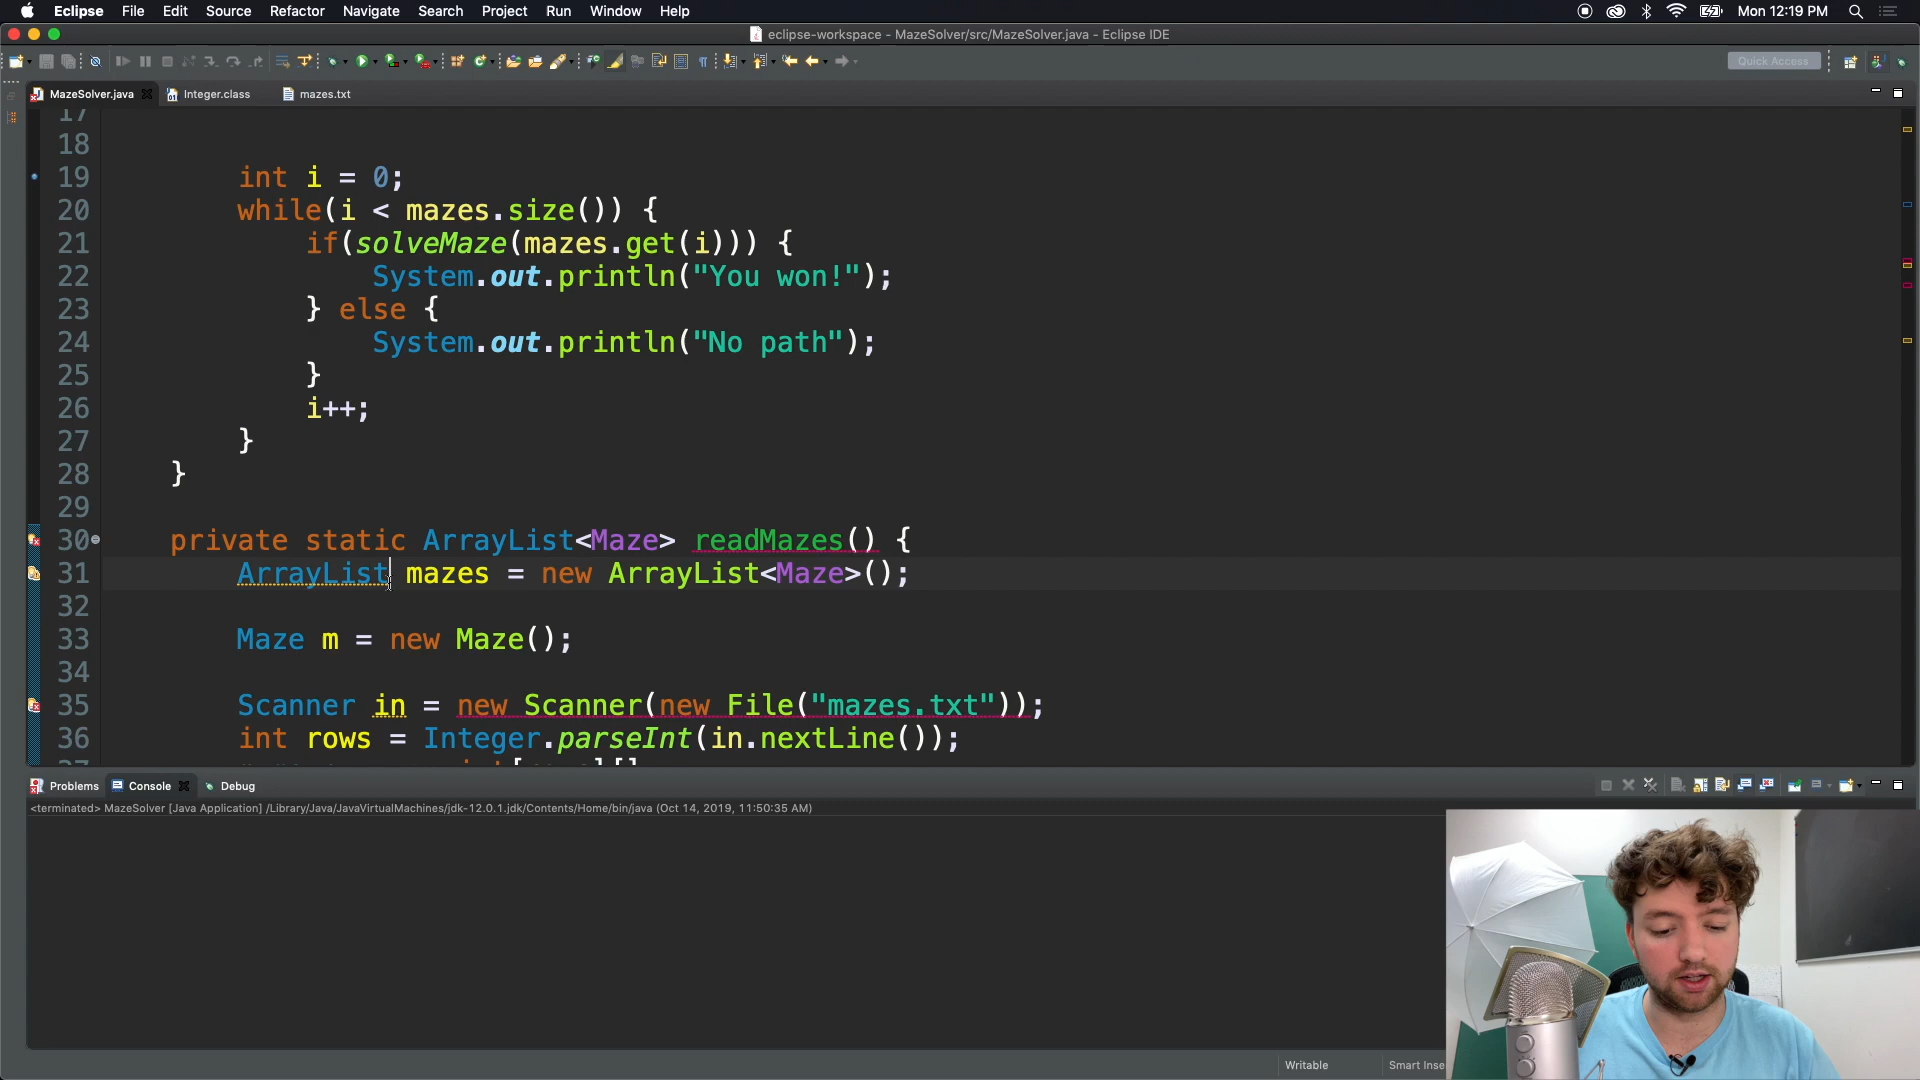 Eclipse File Edit Source Refactor Navigate Search Project Run Window Help Mon 12:19 PM
eclipse-workspace - MazeSolver/src/MazeSolver.java - Eclipse IDE
Quick Access
MazeSolver.java Integer.class mazes.txt
17
18
19 int i = 0;
20 while(i < mazes.size()) {
21 if(solveMaze(mazes.get(i))) {
22 System.out.println("You won!");
23 } else {
24 System.out.println("No path");
25 }
26 i++;
27 }
28 }
29
30 private static ArrayList<Maze> readMazes() {
31 ArrayList mazes = new ArrayList<Maze>();
32
33 Maze m = new Maze();
34
35 Scanner in = new Scanner(new File("mazes.txt"));
36 int rows = Integer.parseInt(in.nextLine());
Problems Console Debug
<terminated> MazeSolver [Java Application] /Library/Java/JavaVirtualMachines/jdk-12.0.1.jdk/Contents/Home/bin/java (Oct 14, 2019, 11:50:35 AM)
Writable Smart Inse